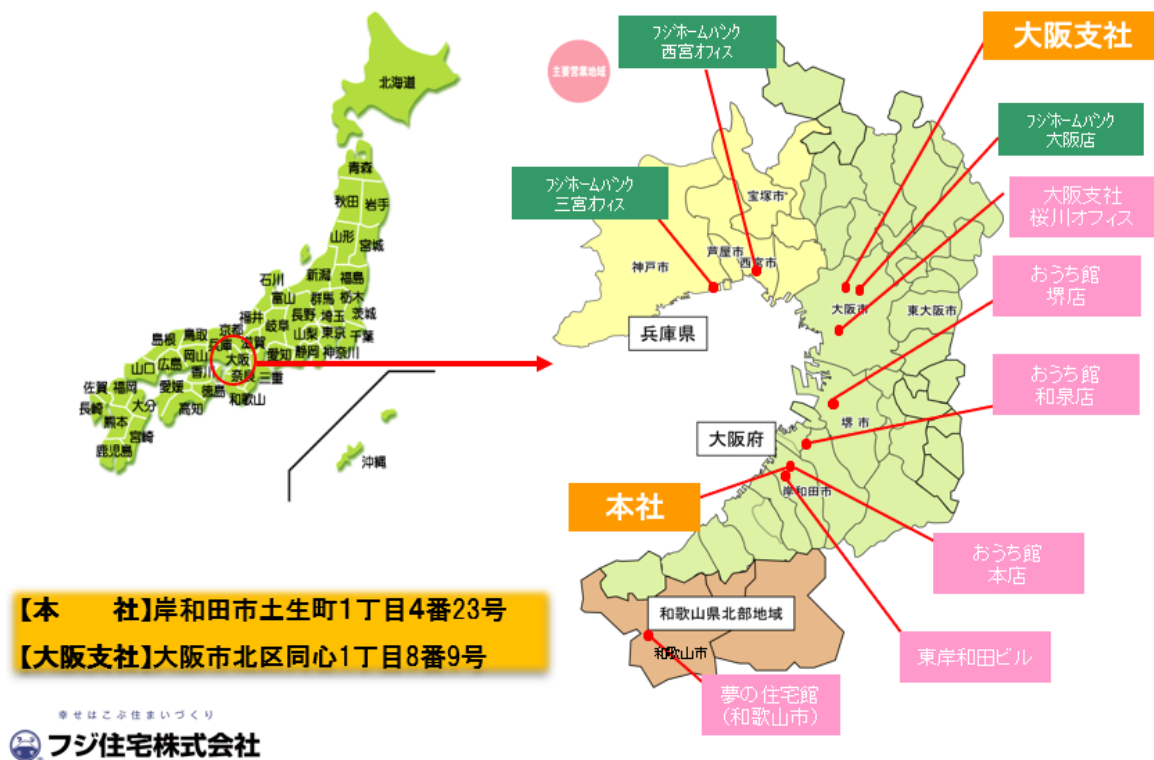 北海道
青森
秋田
岩手
山形
宮城
石川
新潟
福島
富山
群馬
栃木
福井
長野
埼玉
茨城
岐阜
山梨
東京
千葉
島根
鳥取
京都
滋賀
兵庫
愛知
静岡
神奈川
岡山
大阪
山口
広島
香川
奈良
三重
佐賀
福岡
愛媛
徳島
和歌山
長崎
大分
高知
熊本
宮崎
鹿児島
沖縄
主要営業地域
フジホームバンク
西宮オフィス
大阪支社
フジホームバンク
大阪店
フジホームバンク
三宮オフィス
大阪支社
桜川オフィス
宝塚市
芦屋市
西宮市
神戸市
兵庫県
大阪市
東大阪市
おうち館
堺店
おうち館
和泉店
堺市
大阪府
岸和田市
本社
おうち館
本店
和歌山県北部地域
和歌山市
東岸和田ビル
夢の住宅館
(和歌山市)
【本　　社】岸和田市土生町1丁目4番23号
【大阪支社】大阪市北区同心1丁目8番9号
幸せはこぶ住まいづくり
フジ住宅株式会社